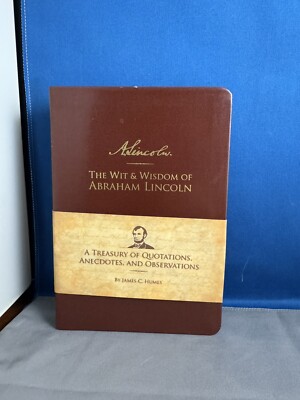 A. Lincoln.
THE WIT & WISDOM OF
ABRAHAM LINCOLN
A TREASURY OF QUOTATIONS,
ANECDOTES, AND OBSERVATIONS
BY JAMES C. HUMES